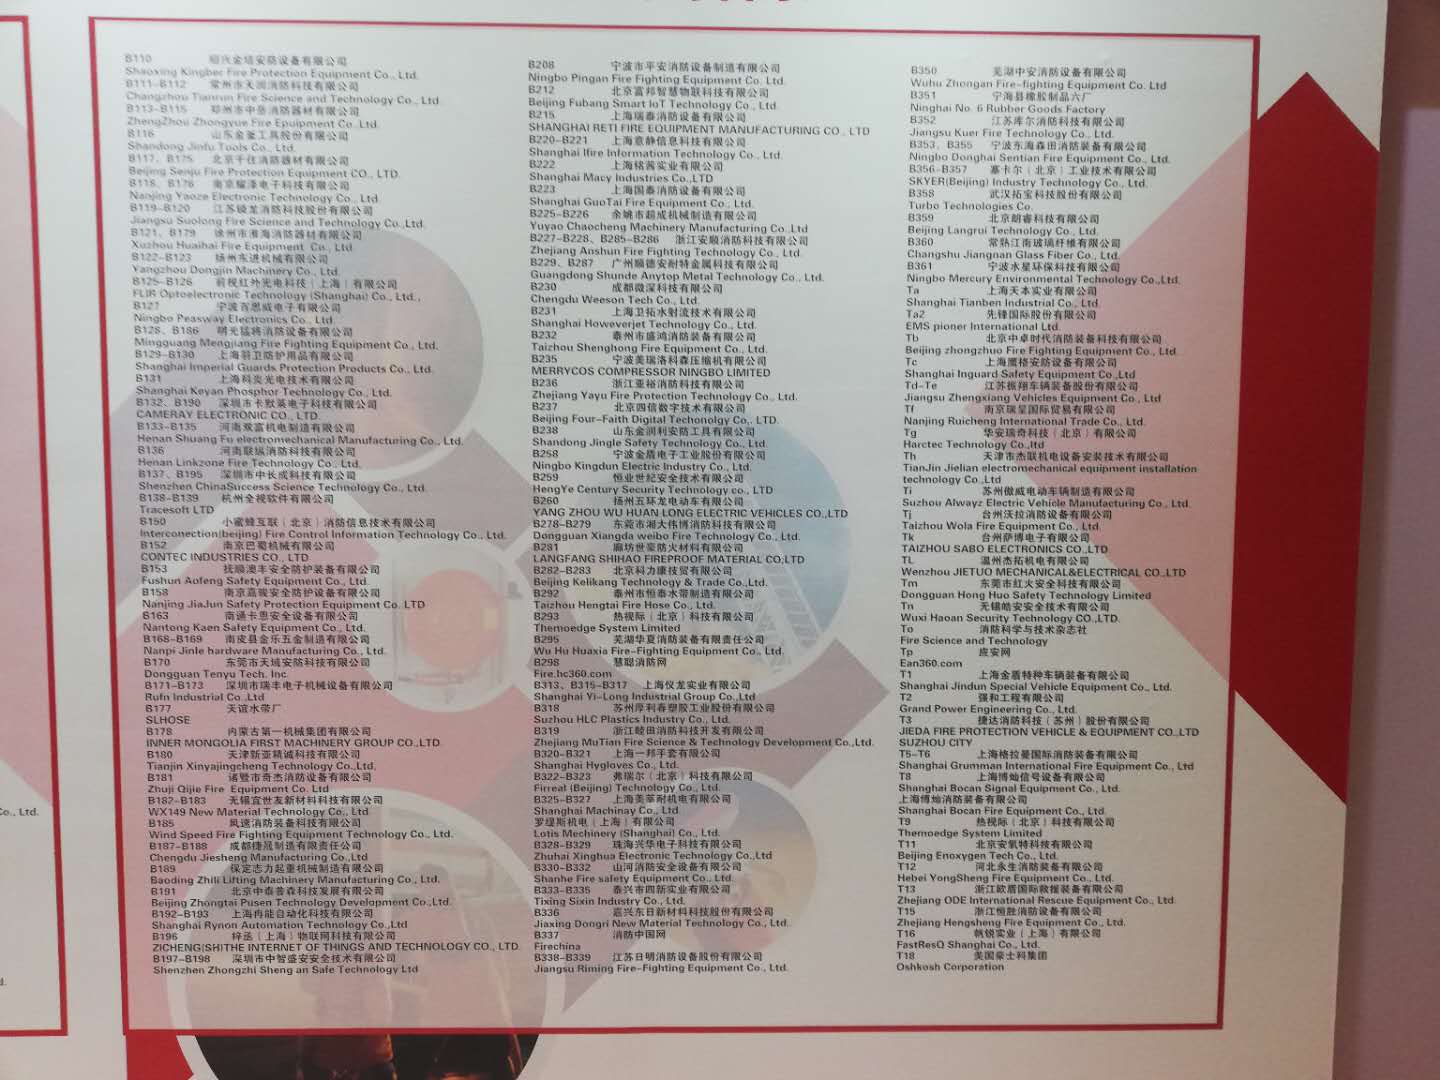 B110 绍兴金培安防设备有限公司
Shaoxing Kingber Fire Protection Equipment Co., Ltd.
B111-B112 常州市天润消防科技有限公司
Changzhou Tianrun Fire Science and Technology Co., Ltd.
B113-B115 郑州市中岳消防器材有限公司
ZhengZhou Zhongyue Fire Epuipment Co.,Ltd.
B116 山东金釜工具股份有限公司
Shandong Jinfu Tools Co., Ltd.
B117、B175 北京千住消防器材有限公司
Beijing Senju Fire Protection Equipment CO., LTD.
B118、B176 南京耀泽电子科技有限公司
Nanjing Yaoze Electronic Technology Co., Ltd.
B119-B120 江苏锁龙消防科技股份有限公司
Jiangsu Suolong Fire Science and Technology Co.,Ltd.
B121、B179 徐州市淮海消防器材有限公司
Xuzhou Huaihai Fire Equipment Co., Ltd.
B122-B123 扬州东进机械有限公司
Yangzhou Dongjin Machinery Co., Ltd.
B125-B126 前视红外光电科技（上海）有限公司
FLIR Optoelectronic Technology (Shanghai) Co., Ltd.,
B127 宁波百思威电子有限公司
Ningbo Peasway Electronics Co., Ltd
B128、B186 明光猛将消防设备有限公司
Mingguang Mengjiang Fire Fighting Equipment Co., Ltd.
B129-B130 上海羽卫防护用品有限公司
Shanghai Imperial Guards Protection Products Co., Ltd.
B131 上海科炎光电技术有限公司
Shanghai Keyan Phosphor Technology Co., Ltd.
B132、B190 深圳市卡默莱电子科技有限公司
CAMERAY ELECTRONIC CO., LTD.
B133-B135 河南双富机电制造有限公司
Henan Shuang Fu electromechanical Manufacturing Co., Ltd.
B136 河南联纵消防科技有限公司
Henan Linkzone Fire Technology Co., Ltd.
B137、B195 深圳市中长成科技有限公司
Shenzhen ChinaSuccess Science Technology Co., Ltd.
B138-B139 杭州全视软件有限公司
Tracesoft LTD
B150 小蜜蜂互联（北京）消防信息技术有限公司
Interconection(beijing) Fire Control Information Technology Co., Ltd.
B152 南京巴蜀机械有限公司
CONTEC INDUSTRIES CO., LTD
B153 抚顺澳丰安全防护装备有限公司
Fushun Aofeng Safety Equipment Co., Ltd.
B158 南京嘉骏安全防护设备有限公司
Nanjing JiaJun Safety Protection Equipment Co. LTD
B163 南通卡恩安全设备有限公司
Nantong Kaen Safety Equipment Co., Ltd.
B168-B169 南皮县金乐五金制造有限公司
Nanpi Jinle hardware Manufacturing Co., Ltd.
B170 东莞市天域安防科技有限公司
Dongguan Tenyu Tech. Inc
B171-B173 深圳市瑞丰电子机械设备有限公司
Rufn Industrial Co.,Ltd
B177 天谊水带厂
SLHOSE
B178 内蒙古第一机械集团有限公司
INNER MONGOLIA FIRST MACHINERY GROUP CO.,LTD.
B180 天津新亚精诚科技有限公司
Tianjin Xinyajingcheng Technology Co.,Ltd,
B181 诸暨市奇杰消防设备有限公司
Zhuji Qijie Fire Equipment Co. Ltd
B182-B183 无锡宜世友新材料科技有限公司
WX149 New Material Technology Co., Ltd.
B185 风速消防装备科技有限公司
Wind Speed Fire Fighting Equipment Technology Co., Ltd.
B187-B188 成都捷晟制造有限责任公司
Chengdu Jiesheng Manufacturing Co.,Ltd
B189 保定志力起重机械制造有限公司
Baoding Zhili Lifting Machinery Manufacturing Co., Ltd.
B191 北京中泰普森科技发展有限公司
Beijing Zhongtai Pusen Technology Development Co.,Ltd.
B192-B193 上海冉能自动化科技有限公司
Shanghai Rynon Automation Technology Co., Ltd.
B196 梓丞（上海）物联网科技有限公司
ZICHENG(SH)THE INTERNET OF THINGS AND TECHNOLOGY CO., LTD.
B197-B198 深圳市中智盛安安全技术有限公司
Shenzhen Zhongzhi Sheng an Safe Technology Ltd
B208 宁波市平安消防设备制造有限公司
Ningbo Pingan Fire Fighting Equipment Co., Ltd.
B212 北京富邦智慧物联科技有限公司
Beijing Fubang Smart IoT Technology Co., Ltd.
B215 上海瑞泰消防设备有限公司
SHANGHAI RETI FIRE EQUIPMENT MANUFACTURING CO., LTD
B220-B221 上海意静信息科技有限公司
Shanghai Ifire Information Technology Co., Ltd.
B222 上海铭茜实业有限公司
Shanghai Macy Industries Co.,LTD
B223 上海国泰消防设备有限公司
Shanghai GuoTai Fire Equipment Co., Ltd.
B225-B226 余姚市超成机械制造有限公司
Yuyao Chaocheng Machinery Manufacturing Co.,Ltd
B227-B228、B285-B286 浙江安顺消防科技有限公司
Zhejiang Anshun Fire Fighting Technology Co., Ltd.
B229、B287 广州顺德安耐特金属科技有限公司
Guangdong Shunde Anytop Metal Technology Co., Ltd.
B230 成都微深科技有限公司
Chengdu Weeson Tech Co., Ltd.
B231 上海卫拓水射流技术有限公司
Shanghai Howeverjet Technology Co., Ltd.
B232 泰州市盛鸿消防装备有限公司
Taizhou Shenghong Fire Equipment Co., Ltd.
B235 宁波美瑞洛科森压缩机有限公司
MERRYCOS COMPRESSOR NINGBO LIMITED
B236 浙江亚裕消防科技有限公司
Zhejiang Yayu Fire Protection Technology Co., Ltd.
B237 北京四信数字技术有限公司
Beijing Four-Faith Digital Techonolgy Co., Ltd.
B238 山东金润利安防工具有限公司
Shandong Jingle Safety Technology Co., Ltd.
B258 宁波金盾电子工业股份有限公司
Ningbo Kingdun Electric Industry Co., Ltd.
B259 恒业世纪安全技术有限公司
HengYe Century Security Technology co., LTD
B260 扬州五环龙电动车有限公司
YANG ZHOU WU HUAN LONG ELECTRIC VEHICLES CO.,LTD
B278-B279 东莞市湘大伟博消防科技有限公司
Dongguan Xiangda weibo Fire Technology Co., Ltd.
B281 廊坊世豪防火材料有限公司
LANGFANG SHIHAO FIREPROOF MATERIAL CO,LTD
B282-B283 北京科力康技贸有限公司
Beijing Kelikang Technology & Trade Co.,Ltd.
B292 泰州市恒泰水带制造有限公司
Taizhou Hengtai Fire Hose Co., Ltd.
B293 热视际（北京）科技有限公司
Themoedge System Limited
B295 芜湖华夏消防装备有限责任公司
Wu Hu Huaxia Fire-Fighting Equipment Co., Ltd.
B298 慧聪消防网
Fire.hc360.com
B313、B315-B317 上海仪龙实业有限公司
Shanghai Yi-Long Industrial Group Co.,Ltd
B318 苏州厚利春塑胶工业股份有限公司
Suzhou HLC Plastics Industry Co., Ltd.
B319 浙江睦田消防科技开发有限公司
Zhejiang MuTian Fire Science & Technology Development Co.,Ltd.
B320-B321 上海一邦手套有限公司
Shanghai Hygloves Co., Ltd.
B322-B323 弗瑞尔（北京）科技有限公司
Firreal (Beijing) Technology Co., Ltd.
B325-B327 上海美莘耐机电有限公司
Shanghai Machinay Co., Ltd.
罗缇斯机电（上海）有限公司
Lotis Mechinery (Shanghai) Co., Ltd.
B328-B329 珠海兴华电子科技有限公司
Zhuhai Xinghua Electronic Technology Co.,Ltd
B330-B332 山河消防安全设备有限公司
Shanhe Fire safety Equipment Co., Ltd.
B333-B335 泰兴市四新实业有限公司
Tixing Sixin Industry Co., Ltd.
B336 嘉兴东日新材料科技股份有限公司
Jiaxing Dongri New Material Technology Co., Ltd.
B337 消防中国网
Firechina
B338-B339 江苏日明消防设备股份有限公司
Jiangsu Riming Fire-Fighting Equipment Co., Ltd.
B350 芜湖中安消防设备有限公司
Wuhu Zhongan Fire-fighting Equipment Co., Ltd
B351 宁海县橡胶制品六厂
Ninghai No. 6 Rubber Goods Factory
B352 江苏库尔消防科技有限公司
Jiangsu Kuer Fire Technology Co., Ltd.
B353、B355 宁波东海森田消防装备有限公司
Ningbo Donghai Sentian Fire Equipment Co., Ltd.
B356-B357 塞卡尔（北京）工业技术有限公司
SKYER(Beijing) Industry Technology Co., Ltd.
B358 武汉拓宝科技股份有限公司
Turbo Technologies Co.
B359 北京朗睿科技有限公司
Beijing Langrui Technology Co., Ltd.
B360 常熟江南玻璃纤维有限公司
Changshu Jiangnan Glass Fiber Co., Ltd.
B361 宁波水星环保科技有限公司
Ningbo Mercury Environmental Technology Co.,Ltd.
Ta 上海天本实业有限公司
Shanghai Tianben Industrial Co., Ltd.
Ta2 先锋国际股份有限公司
EMS pioner International Ltd.
Tb 北京中卓时代消防装备科技有限公司
Beijing zhongzhuo Fire Fighting Equipment Co., Ltd.
Tc 上海鹰格安防设备有限公司
Shanghai Inguard Safety Equipment Co.,Ltd
Td-Te 江苏振翔车辆装备股份有限公司
Jiangsu Zhengxiang Vehicles Equipment Co., Ltd
Tf 南京瑞呈国际贸易有限公司
Nanjing Ruicheng International Trade Co., Ltd.
Tg 华安瑞奇科技（北京）有限公司
Harctec Technology Co.,ltd
Th 天津市杰联机电设备安装技术有限公司
TianJin Jielian electromechanical equipment installation
technology Co.,Ltd
Ti 苏州傲威电动车辆制造有限公司
Suzhou Alwayz Electric Vehicle Manufacturing Co., Ltd.
Tj 台州沃拉消防设备有限公司
Taizhou Wola Fire Equipment Co., Ltd.
Tk 台州萨博电子有限公司
TAIZHOU SABO ELECTRONICS CO.,LTD
TL 温州杰拓机电有限公司
Wenzhou JIETUO MECHANICAL&ELECTRICAL CO.,LTD
Tm 东莞市红火安全科技有限公司
Dongguan Hong Huo Safety Technology Limited
Tn 无锡皓安安全技术有限公司
Wuxi Haoan Security Technology CO.,LTD.
To 消防科学与技术杂志社
Fire Science and Technology
Tp 应安网
Ean360.com
T1 上海金盾特种车辆装备有限公司
Shanghai Jindun Special Vehicle Equipment Co., Ltd.
T2 强和工程有限公司
Grand Power Engineering Co., Ltd.
T3 捷达消防科技（苏州）股份有限公司
JIEDA FIRE PROTECTION VEHICLE & EQUIPMENT CO.,LTD
SUZHOU CITY
T5-T6 上海格拉曼国际消防装备有限公司
Shanghai Grumman International Fire Equipment Co., Ltd
T8 上海博灿信号设备有限公司
Shanghai Bocan Signal Equipment Co., Ltd.
上海博灿消防装备有限公司
Shanghai Bocan Fire Equipment Co., Ltd.
T9 热视际（北京）科技有限公司
Themoedge System Limited
T11 北京安氧特科技有限公司
Beijing Enoxygen Tech Co., Ltd.
T12 河北永生消防装备有限公司
Hebei YongSheng Fire Equipment Co., Ltd.
T13 浙江欧盾国际救援装备有限公司
Zhejiang ODE International Rescue Equipment Co., Ltd.
T15 浙江恒胜消防设备有限公司
Zhejiang Hengsheng Fire Equipment Co., Ltd.
T16 帆锐实业（上海）有限公司
FastResQ Shanghai Co., Ltd.
T18 美国豪士科集团
Oshkosh Corporation
Co., Ltd.